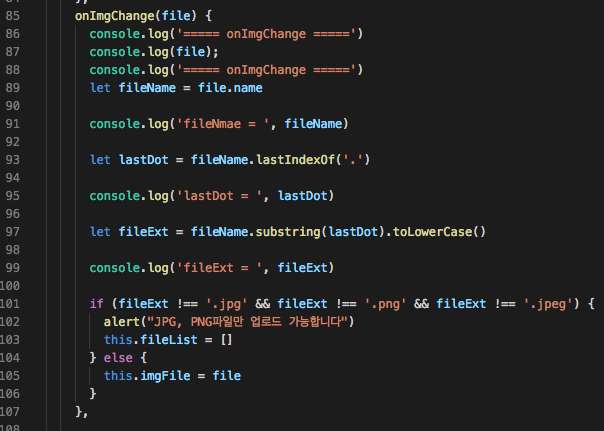 84 },
85 onImgChange(file) {
86 console.log('===== onImgChange =====')
87 console.log(file);
88 console.log('===== onImgChange =====')
89 let fileName = file.name
90
91 console.log('fileNmae = ', fileName)
92
93 let lastDot = fileName.lastIndexOf('.')
94
95 console.log('lastDot = ', lastDot)
96
97 let fileExt = fileName.substring(lastDot).toLowerCase()
98
99 console.log('fileExt = ', fileExt)
100
101 if (fileExt !== '.jpg' && fileExt !== '.png' && fileExt !== '.jpeg') {
102 alert("JPG, PNG파일만 업로드 가능합니다")
103 this.fileList = []
104 } else {
105 this.imgFile = file
106 }
107 },
108